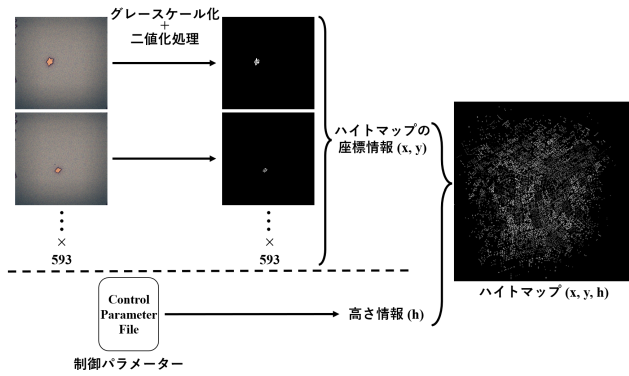 グレースケール化
+
二値化処理
ハイトマップの
座標情報 (x, y)
×
593
×
593
Control
Parameter
File
制御パラメーター
高さ情報 (h)
ハイトマップ (x, y, h)